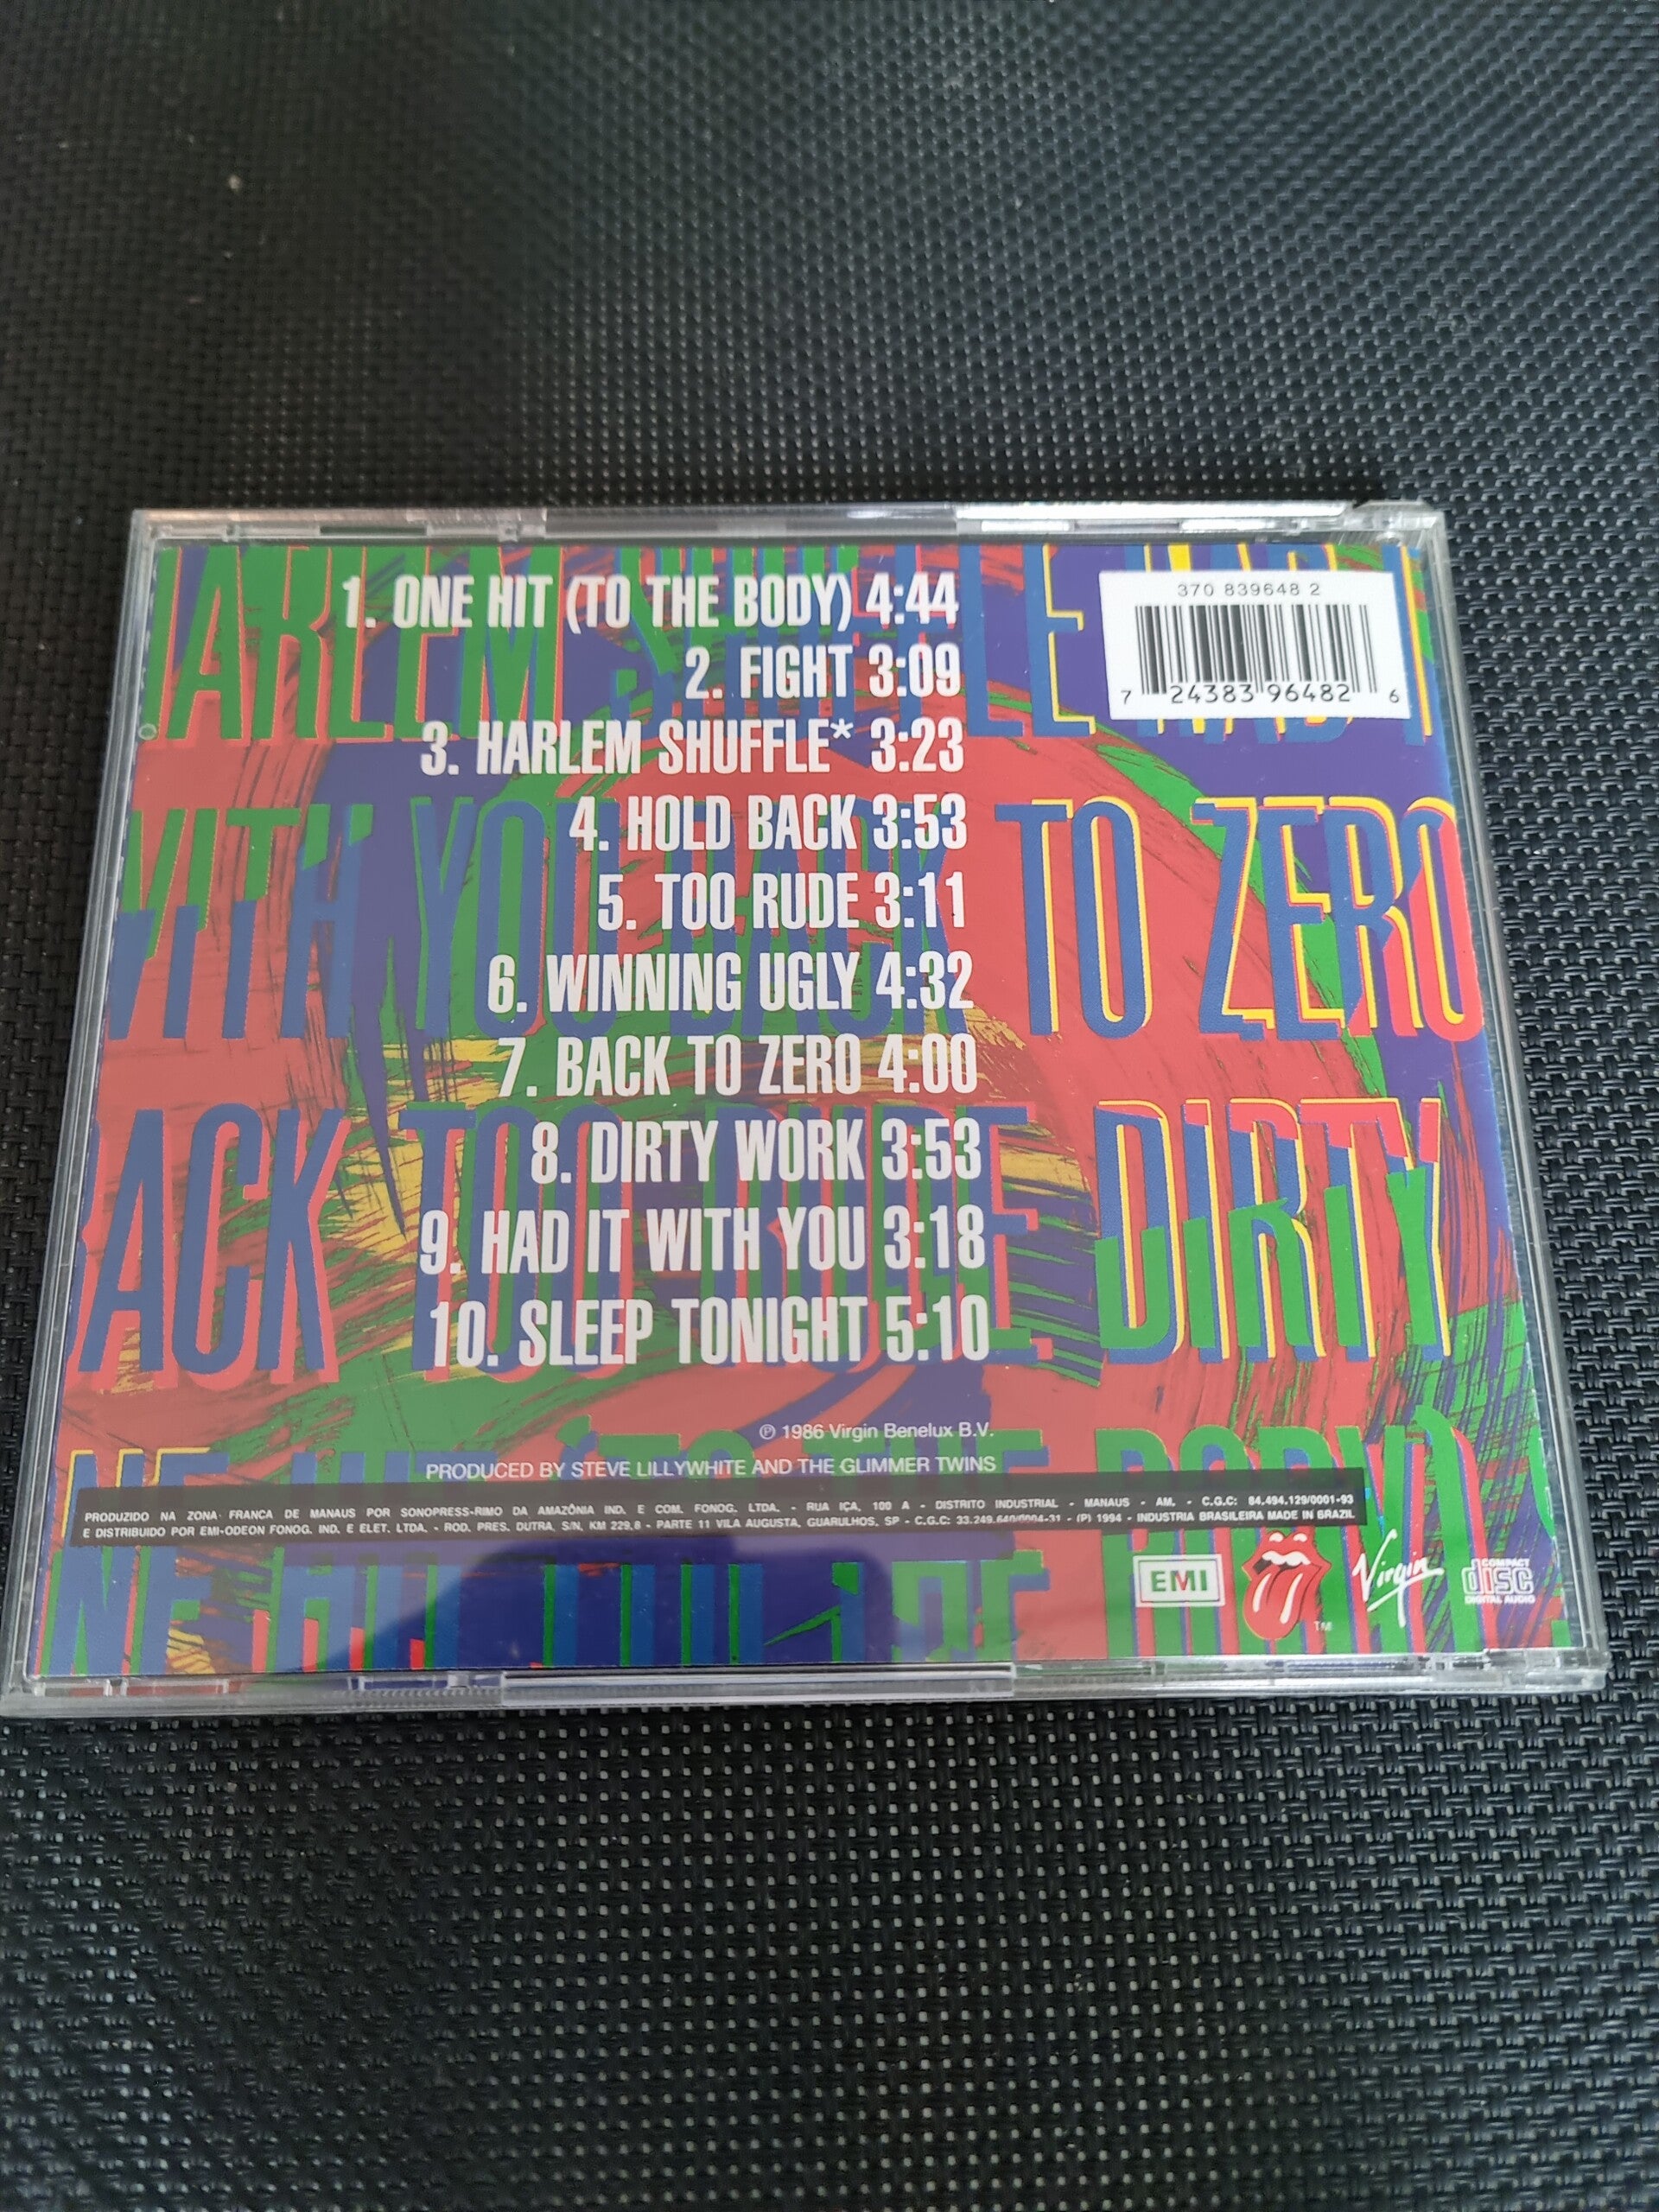 370 839648 2
7 24383 96482 6
1. ONE HIT (TO THE BODY) 4:44
2. FIGHT 3:09
3. HARLEM SHUFFLE* 3:23
4. HOLD BACK 3:53
5. TOO RUDE 3:11
6. WINNING UGLY 4:32
7. BACK TO ZERO 4:00
8. DIRTY WORK 3:53
9. HAD IT WITH YOU 3:18
10. SLEEP TONIGHT 5:10
℗ 1986 Virgin Benelux B.V.
PRODUCED BY STEVE LILLYWHITE AND THE GLIMMER TWINS
PRODUZIDO NA ZONA FRANCA DE MANAUS POR SONOPRESS-RIMO DA AMAZÔNIA IND. E COM. FONOG. LTDA. - RUA IÇA, 100 A - DISTRITO INDUSTRIAL - MANAUS - AM. - C.G.C: 84.494.129/0001-93
E DISTRIBUIDO POR EMI-ODEON FONOG. IND. E ELET. LTDA. - ROD. PRES. DUTRA, S/N, KM 229,8 - PARTE 11 VILA AUGUSTA, GUARULHOS, SP - C.G.C: 33.249.640/0004-31 - (P) 1994 - INDUSTRIA BRASILEIRA MADE IN BRAZIL
EMI
TM
Virgin
COMPACT
disc
DIGITAL AUDIO